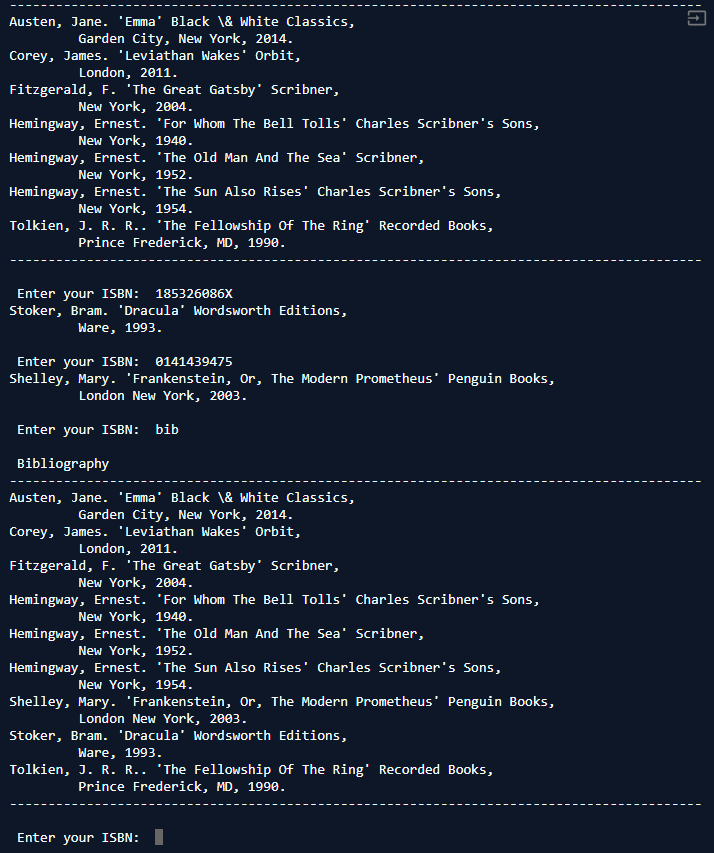 ------------------------------------------------------------------------------------------
Austen, Jane. 'Emma' Black \& White Classics,
         Garden City, New York, 2014.
Corey, James. 'Leviathan Wakes' Orbit,
         London, 2011.
Fitzgerald, F. 'The Great Gatsby' Scribner,
         New York, 2004.
Hemingway, Ernest. 'For Whom The Bell Tolls' Charles Scribner's Sons,
         New York, 1940.
Hemingway, Ernest. 'The Old Man And The Sea' Scribner,
         New York, 1952.
Hemingway, Ernest. 'The Sun Also Rises' Charles Scribner's Sons,
         New York, 1954.
Tolkien, J. R. R.. 'The Fellowship Of The Ring' Recorded Books,
         Prince Frederick, MD, 1990.
------------------------------------------------------------------------------------------
 Enter your ISBN:  185326086X
Stoker, Bram. 'Dracula' Wordsworth Editions,
         Ware, 1993.
 Enter your ISBN:  0141439475
Shelley, Mary. 'Frankenstein, Or, The Modern Prometheus' Penguin Books,
         London New York, 2003.
 Enter your ISBN:  bib
 Bibliography
------------------------------------------------------------------------------------------
Austen, Jane. 'Emma' Black \& White Classics,
         Garden City, New York, 2014.
Corey, James. 'Leviathan Wakes' Orbit,
         London, 2011.
Fitzgerald, F. 'The Great Gatsby' Scribner,
         New York, 2004.
Hemingway, Ernest. 'For Whom The Bell Tolls' Charles Scribner's Sons,
         New York, 1940.
Hemingway, Ernest. 'The Old Man And The Sea' Scribner,
         New York, 1952.
Hemingway, Ernest. 'The Sun Also Rises' Charles Scribner's Sons,
         New York, 1954.
Shelley, Mary. 'Frankenstein, Or, The Modern Prometheus' Penguin Books,
         London New York, 2003.
Stoker, Bram. 'Dracula' Wordsworth Editions,
         Ware, 1993.
Tolkien, J. R. R.. 'The Fellowship Of The Ring' Recorded Books,
         Prince Frederick, MD, 1990.
------------------------------------------------------------------------------------------
 Enter your ISBN: